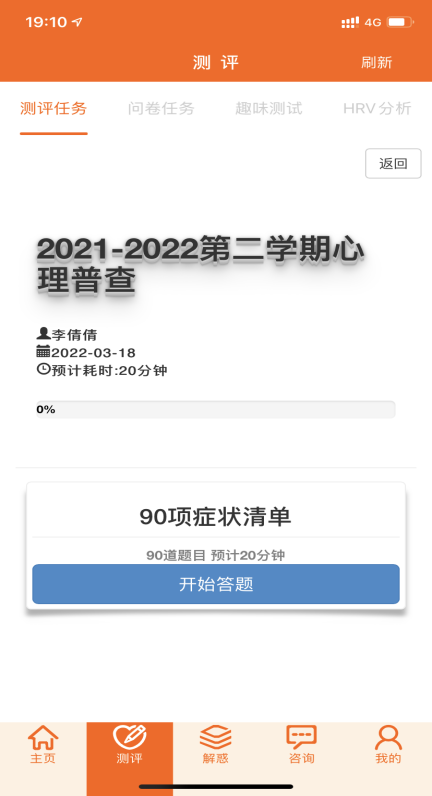 19:10 4G
测 评 刷新
测评任务 问卷任务 趣味测试 HRV分析
返回
2021-2022第二学期心
理普查
李倩倩
2022-03-18
预计耗时:20分钟
0%
90项症状清单
90道题目 预计20分钟
开始答题
主页 测评 解惑 咨询 我的